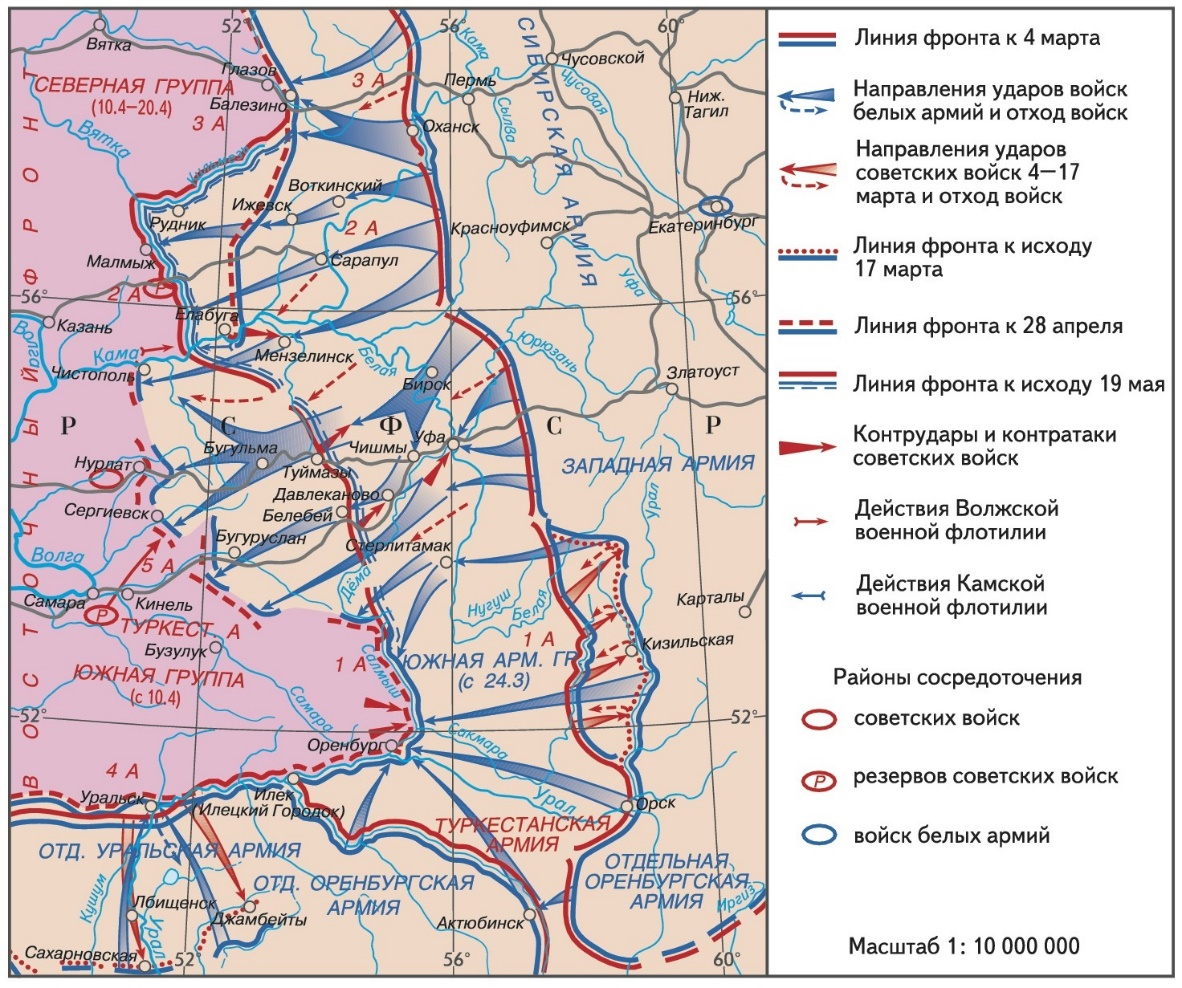 52°
56°
60°
Вятка
Глазов
СЕВЕРНАЯ ГРУППА
(10.4–20.4)
Балезино
3 А
3 А
Вятка
Кама
Пермь
Чусовской
Чусовая
Сылва
Ниж.
Тагил
Оханск
СИБИРСКАЯ АРМИЯ
Воткинский
Ижевск
Рудник
2 А
Красноуфимск
Екатеринбург
Малмыж
Сарапул
Уфа
2 А
Р
56°
56°
Елабуга
Казань
Волга
Кама
Мензелинск
Белая
Юрюзань
Чистополь
Бирск
Златоуст
Р С Ф С Р
ВОСТОЧНЫЙ ФРОНТ
Бугульма
Чишмы
Уфа
Нурлат
Туймазы
ЗАПАДНАЯ АРМИЯ
Давлеканово
Белебей
Урал
Сергиевск
Бугуруслан
Стерлитамак
Волга
5 А
Дёма
Нугуш
Белая
Самара
Кинель
Карталы
Р
ТУРКЕСТ. А
1 А
Кизильская
Бузулук
1 А
Салмыш
ЮЖНАЯ АРМ. ГР.
(с 24.3)
ЮЖНАЯ ГРУППА
(с 10.4)
Самара
52°
52°
Оренбург
Сакмара
4 А
Урал
Уральск
Илек
(Илецкий Городок)
Орск
ТУРКЕСТАНСКАЯ
АРМИЯ
ОТД. УРАЛЬСКАЯ АРМИЯ
ОТД. ОРЕНБУРГСКАЯ
АРМИЯ
ОТДЕЛЬНАЯ
ОРЕНБУРГСКАЯ
АРМИЯ
Иргиз
Кушум
Лбищенск
Джамбейты
Урал
Актюбинск
Сахарновская
52°
56°
60°
Линия фронта к 4 марта
Направления ударов войск
белых армий и отход войск
Направления ударов
советских войск 4–17
марта и отход войск
Линия фронта к исходу
17 марта
Линия фронта к 28 апреля
Линия фронта к исходу 19 мая
Контрудары и контратаки
советских войск
Действия Волжской
военной флотилии
Действия Камской
военной флотилии
Районы сосредоточения
советских войск
Р
резервов советских войск
войск белых армий
Масштаб 1: 10 000 000